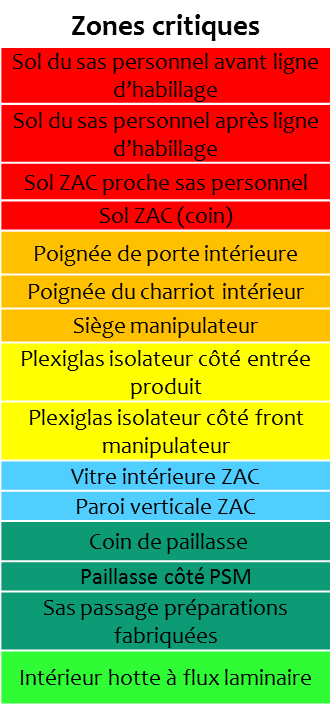 Zones critiques
Sol du sas personnel avant ligne
d’habillage
Sol du sas personnel après ligne
d’habillage
Sol ZAC proche sas personnel
Sol ZAC (coin)
Poignée de porte intérieure
Poignée du charriot intérieur
Siège manipulateur
Plexiglas isolateur côté entrée
produit
Plexiglas isolateur côté front
manipulateur
Vitre intérieure ZAC
Paroi verticale ZAC
Coin de paillasse
Paillasse côté PSM
Sas passage préparations
fabriquées
Intérieur hotte à flux laminaire